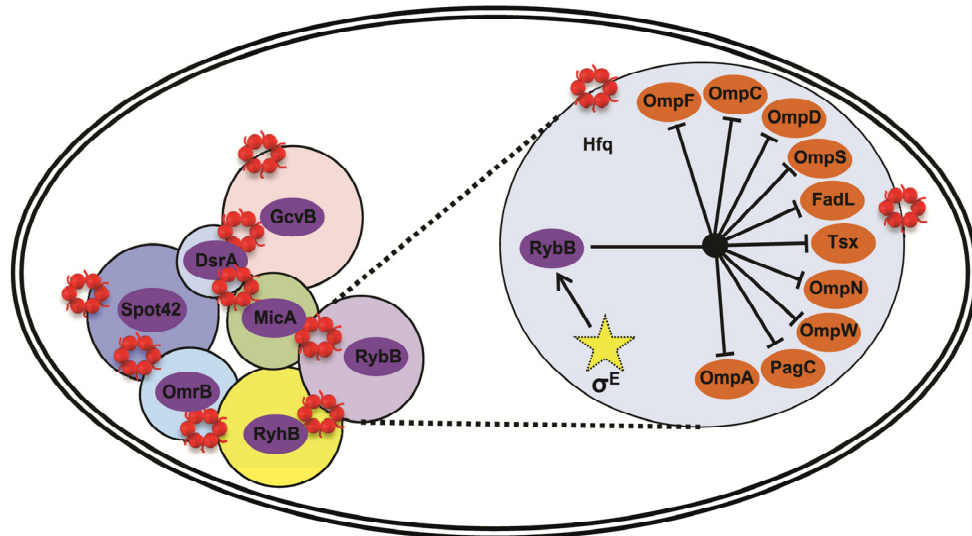 GcvB
DsrA
Spot42
MicA
RybB
OmrB
RyhB
Hfq
RybB
σE
OmpF
OmpC
OmpD
OmpS
FadL
Tsx
OmpN
OmpW
PagC
OmpA